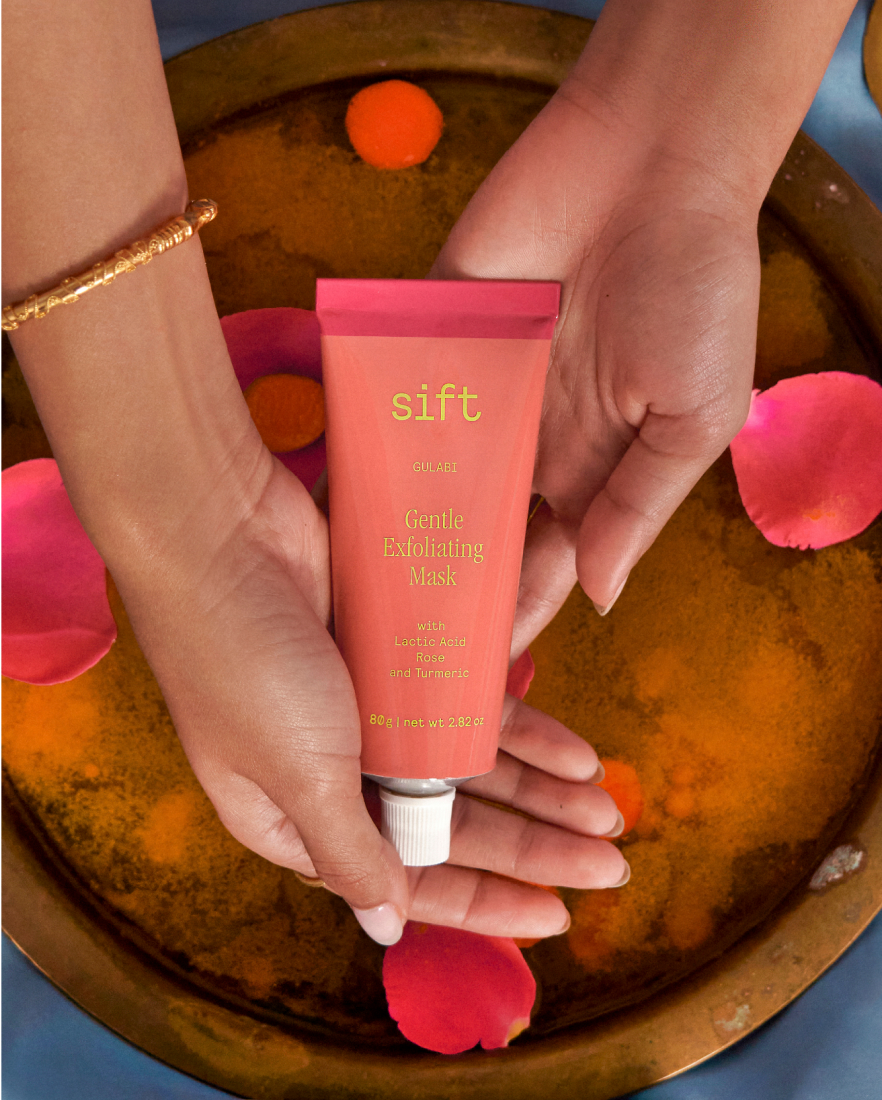 sift
GULABI
Gentle
Exfoliating
Mask
with
Lactic Acid
Rose
and Turmeric
80g | net wt 2.82 oz